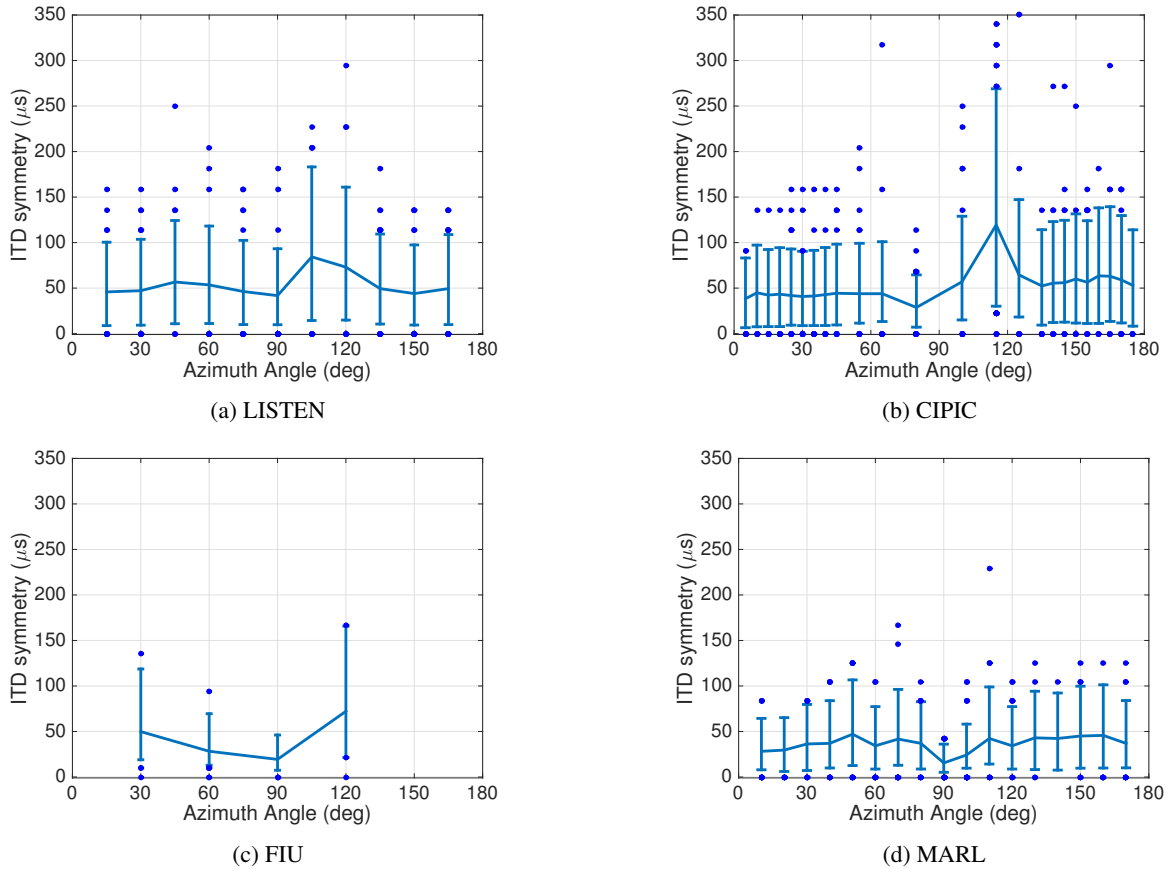 350
300
250
200
150
100
50
0
ITD symmetry (μs)
0 30 60 90 120 150 180
Azimuth Angle (deg)
(a) LISTEN
350
300
250
200
150
100
50
0
ITD symmetry (μs)
0 30 60 90 120 150 180
Azimuth Angle (deg)
(b) CIPIC
350
300
250
200
150
100
50
0
ITD symmetry (μs)
0 30 60 90 120 150 180
Azimuth Angle (deg)
(c) FIU
350
300
250
200
150
100
50
0
ITD symmetry (μs)
0 30 60 90 120 150 180
Azimuth Angle (deg)
(d) MARL